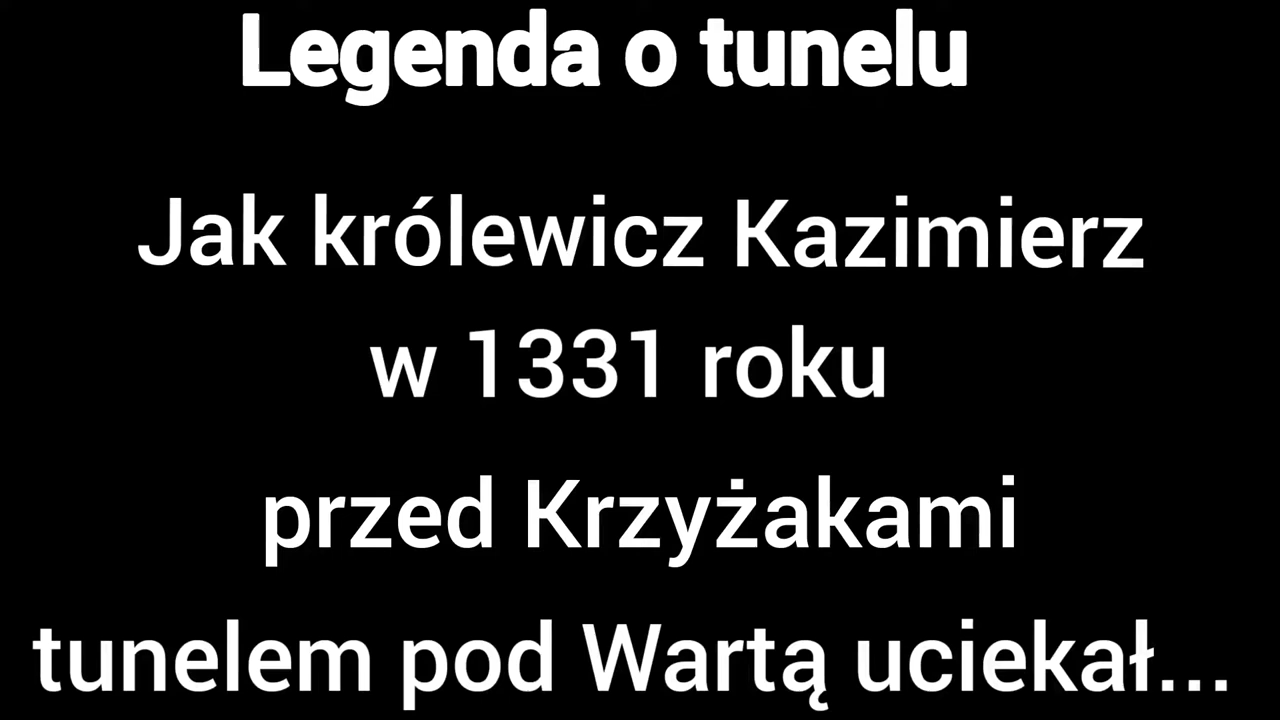 Legenda o tunelu
Jak królewicz Kazimierz
w 1331 roku
przed Krzyżakami
tunelem pod Wartą uciekał...